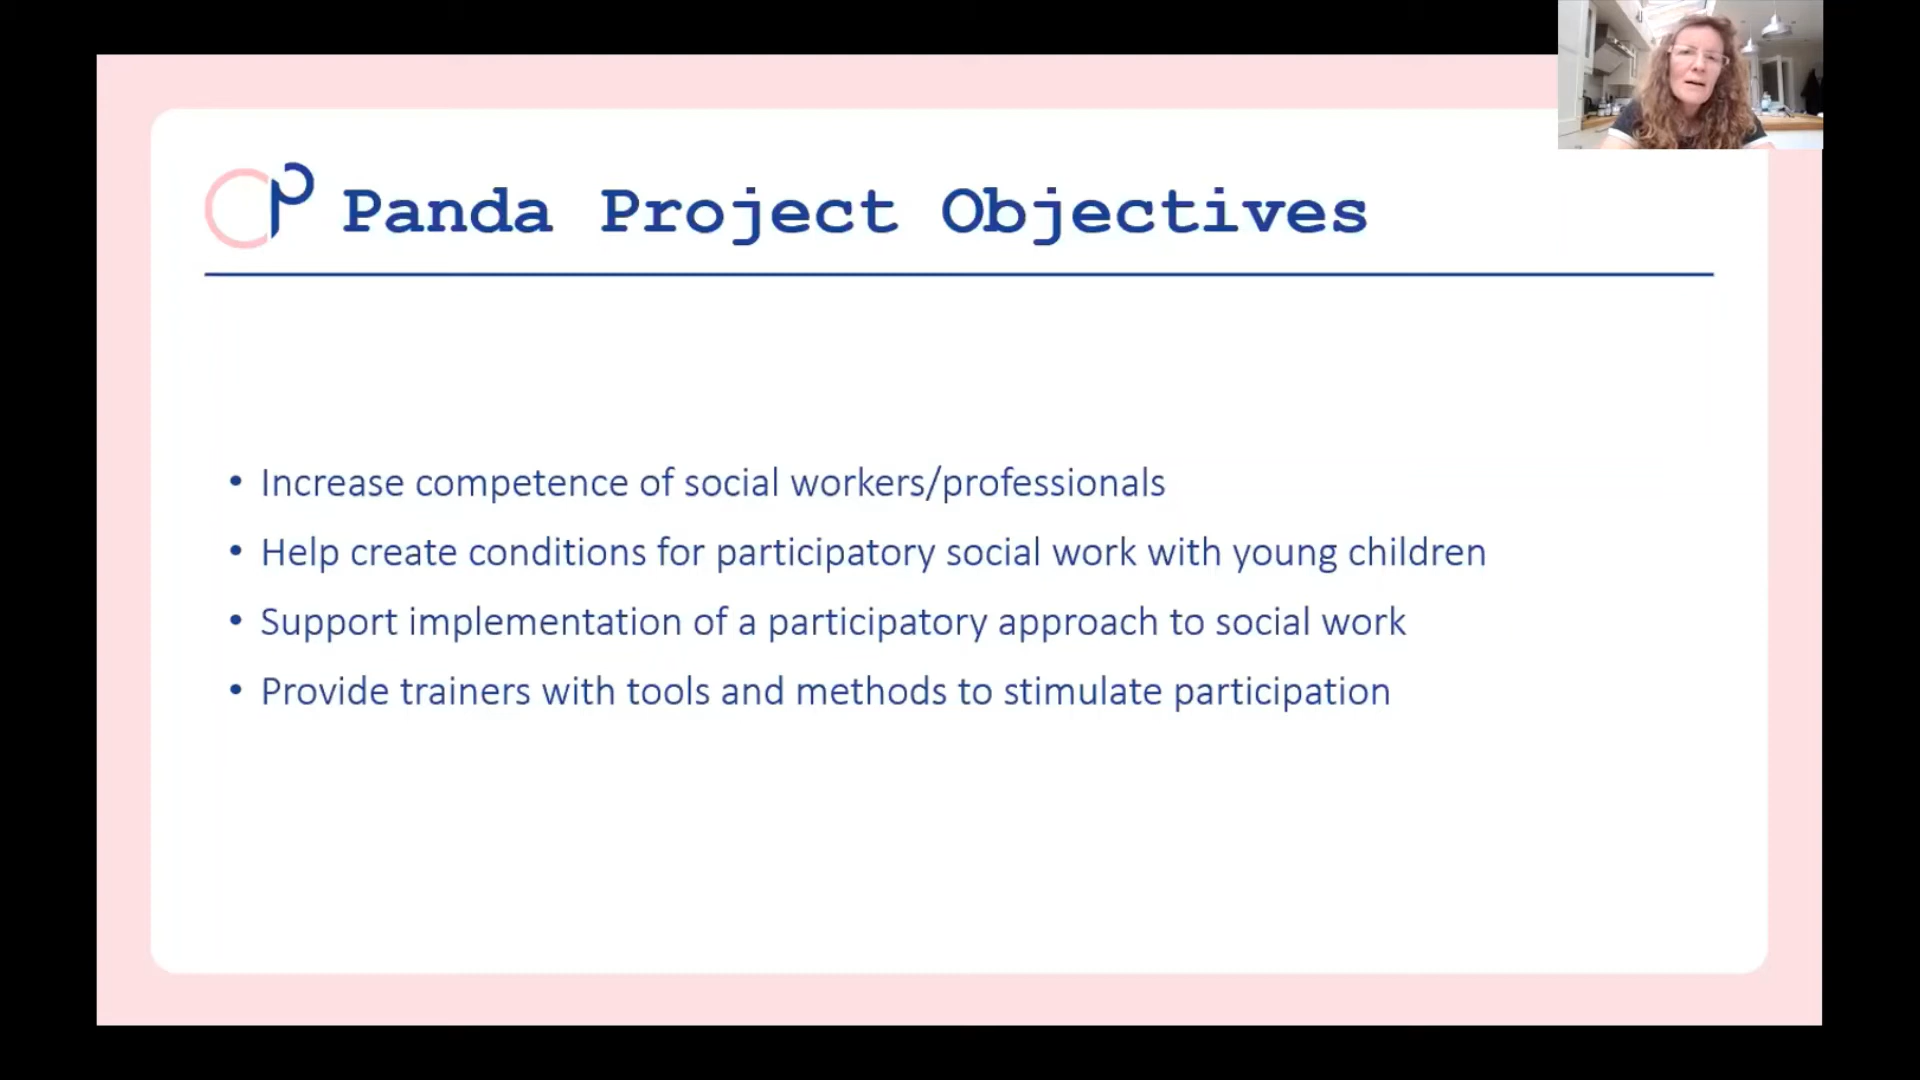 Panda Project Objectives
• Increase competence of social workers/professionals
• Help create conditions for participatory social work with young children
• Support implementation of a participatory approach to social work
• Provide trainers with tools and methods to stimulate participation